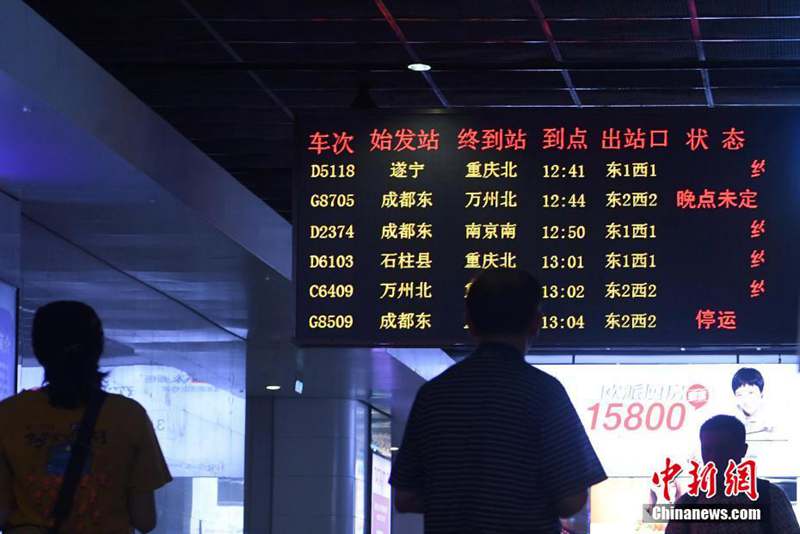 车次 始发站 终到站 到点 出站口 状态
D5118 遂宁 重庆北 12:41 东1西1
G8705 成都东 万州北 12:44 东2西2 晚点未定
D2374 成都东 南京南 12:50 东1西1
D6103 石柱县 重庆北 13:01 东1西1
C6409 万州北 13:02 东2西2
G8509 成都东 13:04 东2西2 停运
欧派厨房
15800
中新网
Chinanews.com